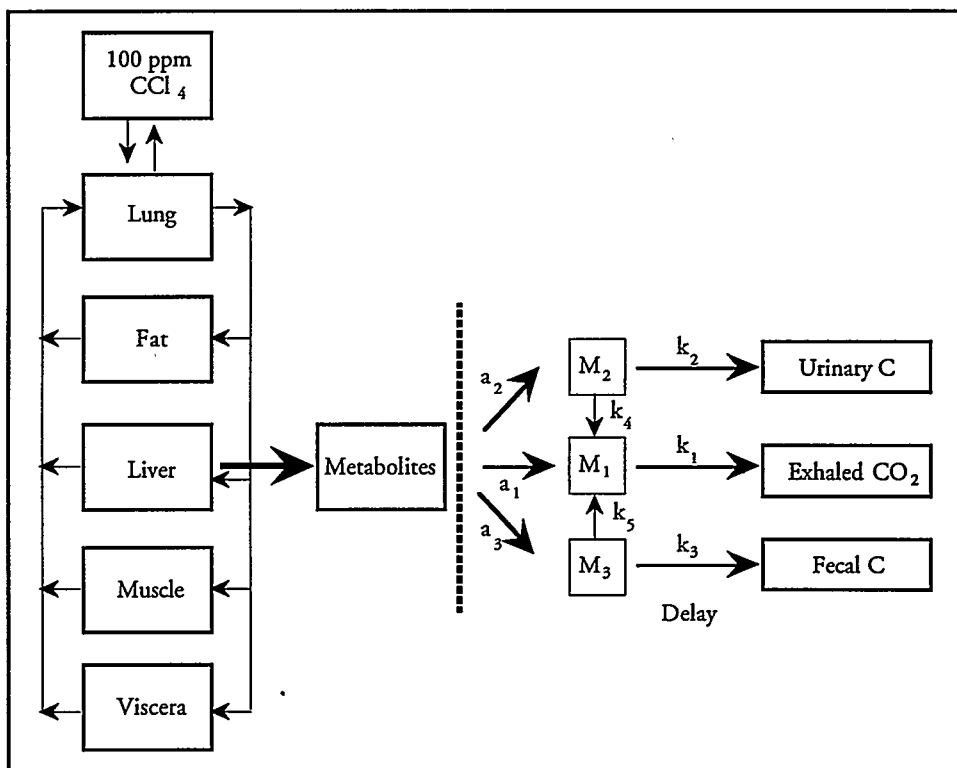 100 ppm
CCl₄
Lung
Fat
Liver
Muscle
Viscera
Metabolites
a₂
a₁
a₃
M₂
k₄
M₁
k₅
M₃
k₂
k₁
k₃
Delay
Urinary C
Exhaled CO₂
Fecal C